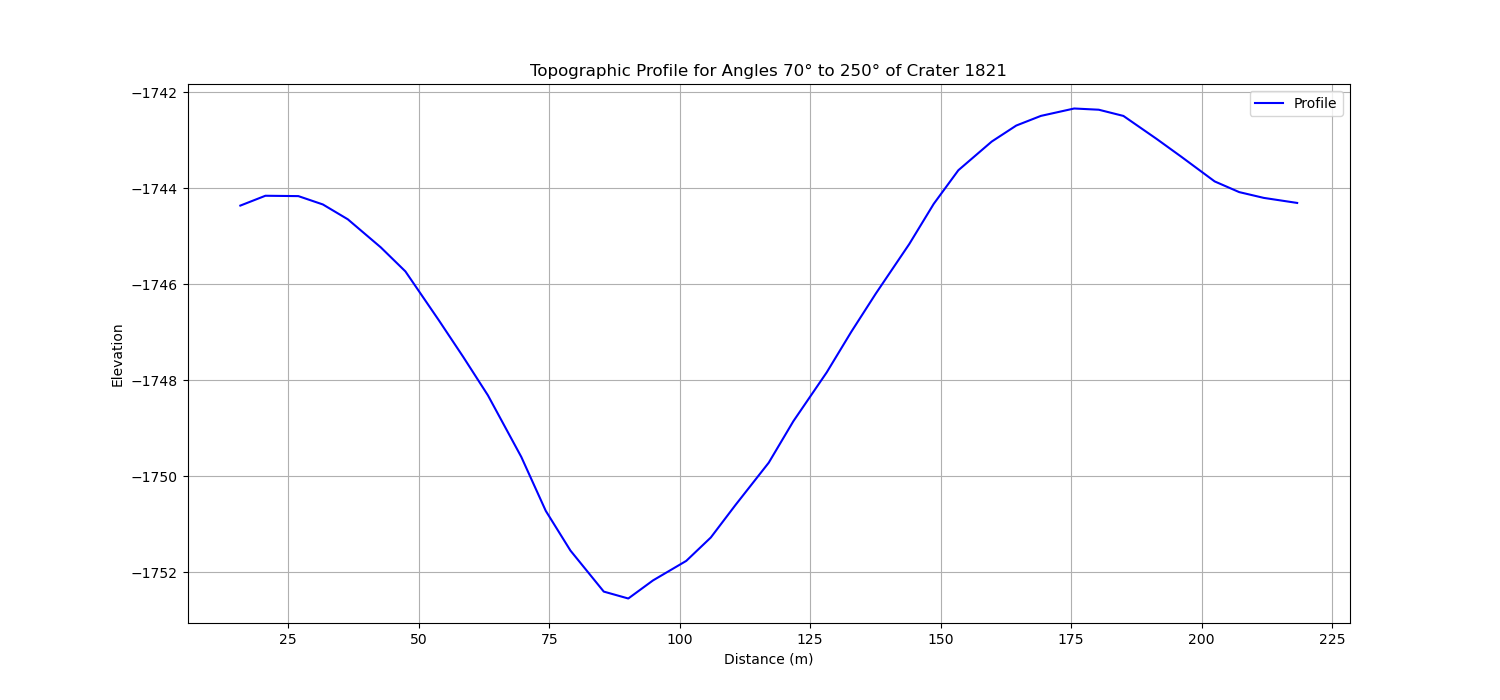 Topographic Profile for Angles 70° to 250° of Crater 1821
Profile
−1742
−1744
−1746
−1748
−1750
−1752
Elevation
25 50 75 100 125 150 175 200 225
Distance (m)